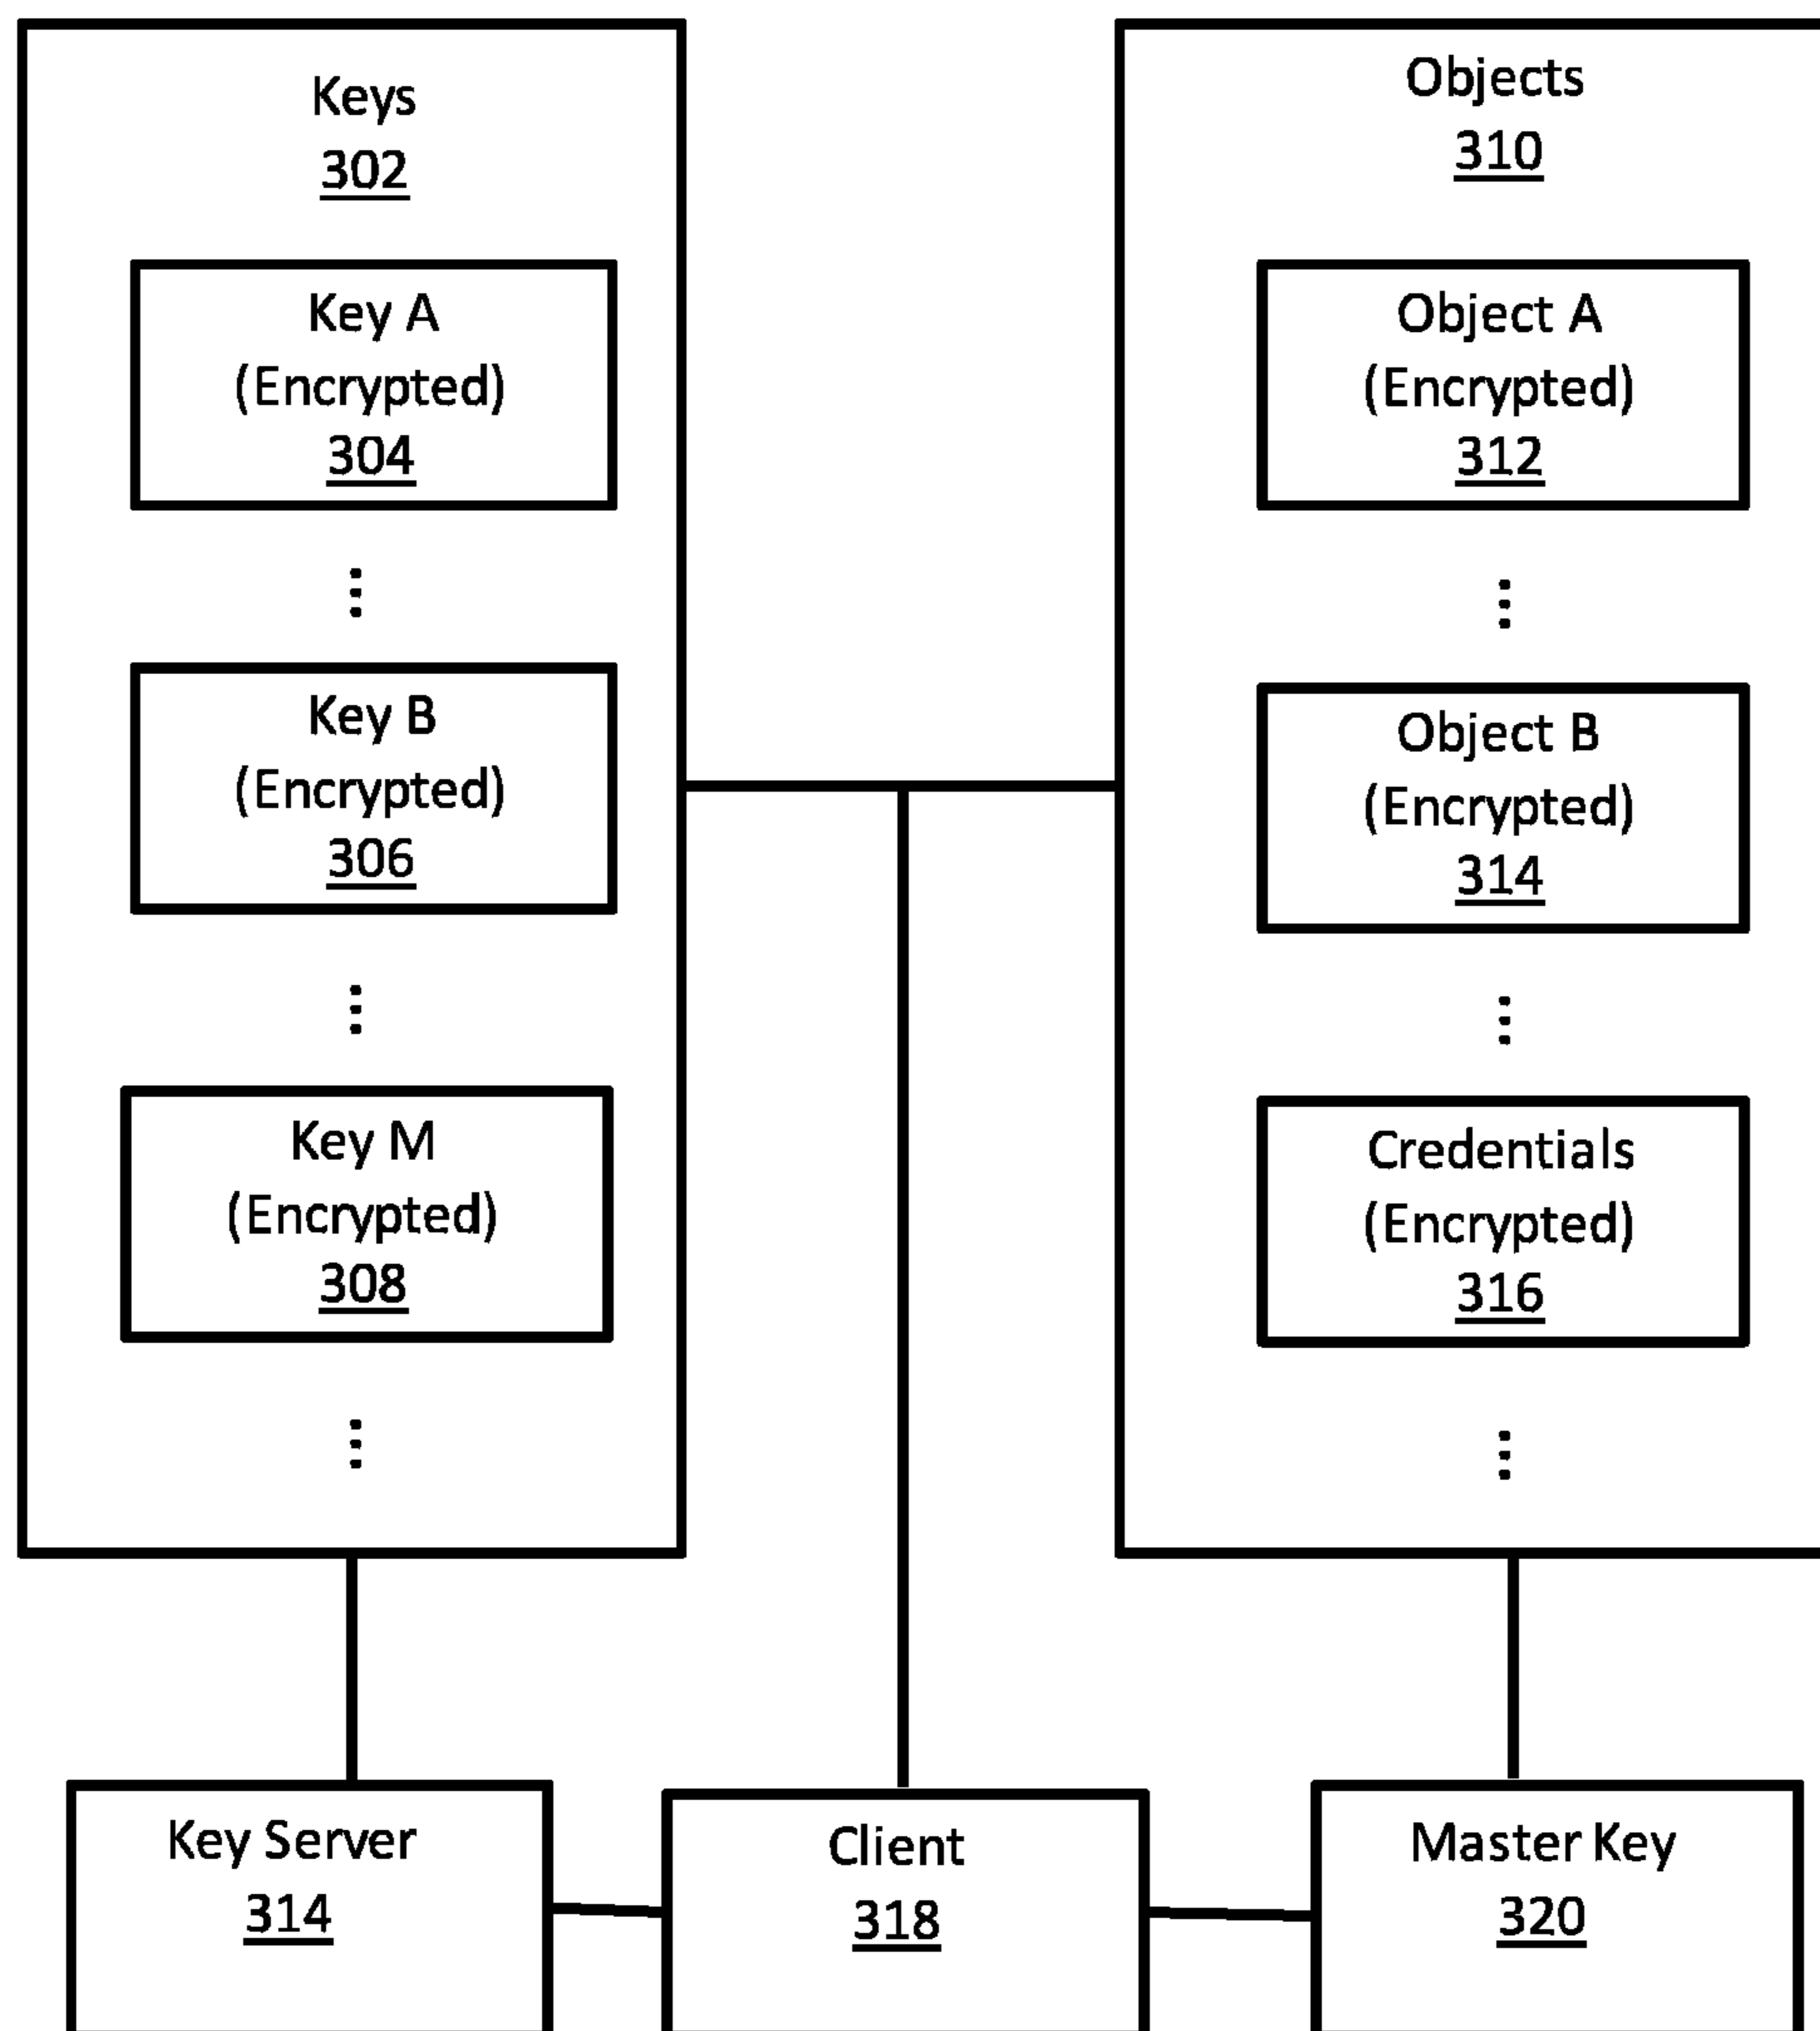 Keys
302
Key A
(Encrypted)
304
Key B
(Encrypted)
306
Key M
(Encrypted)
308
Objects
310
Object A
(Encrypted)
312
Object B
(Encrypted)
314
Credentials
(Encrypted)
316
Key Server
314
Client
318
Master Key
320